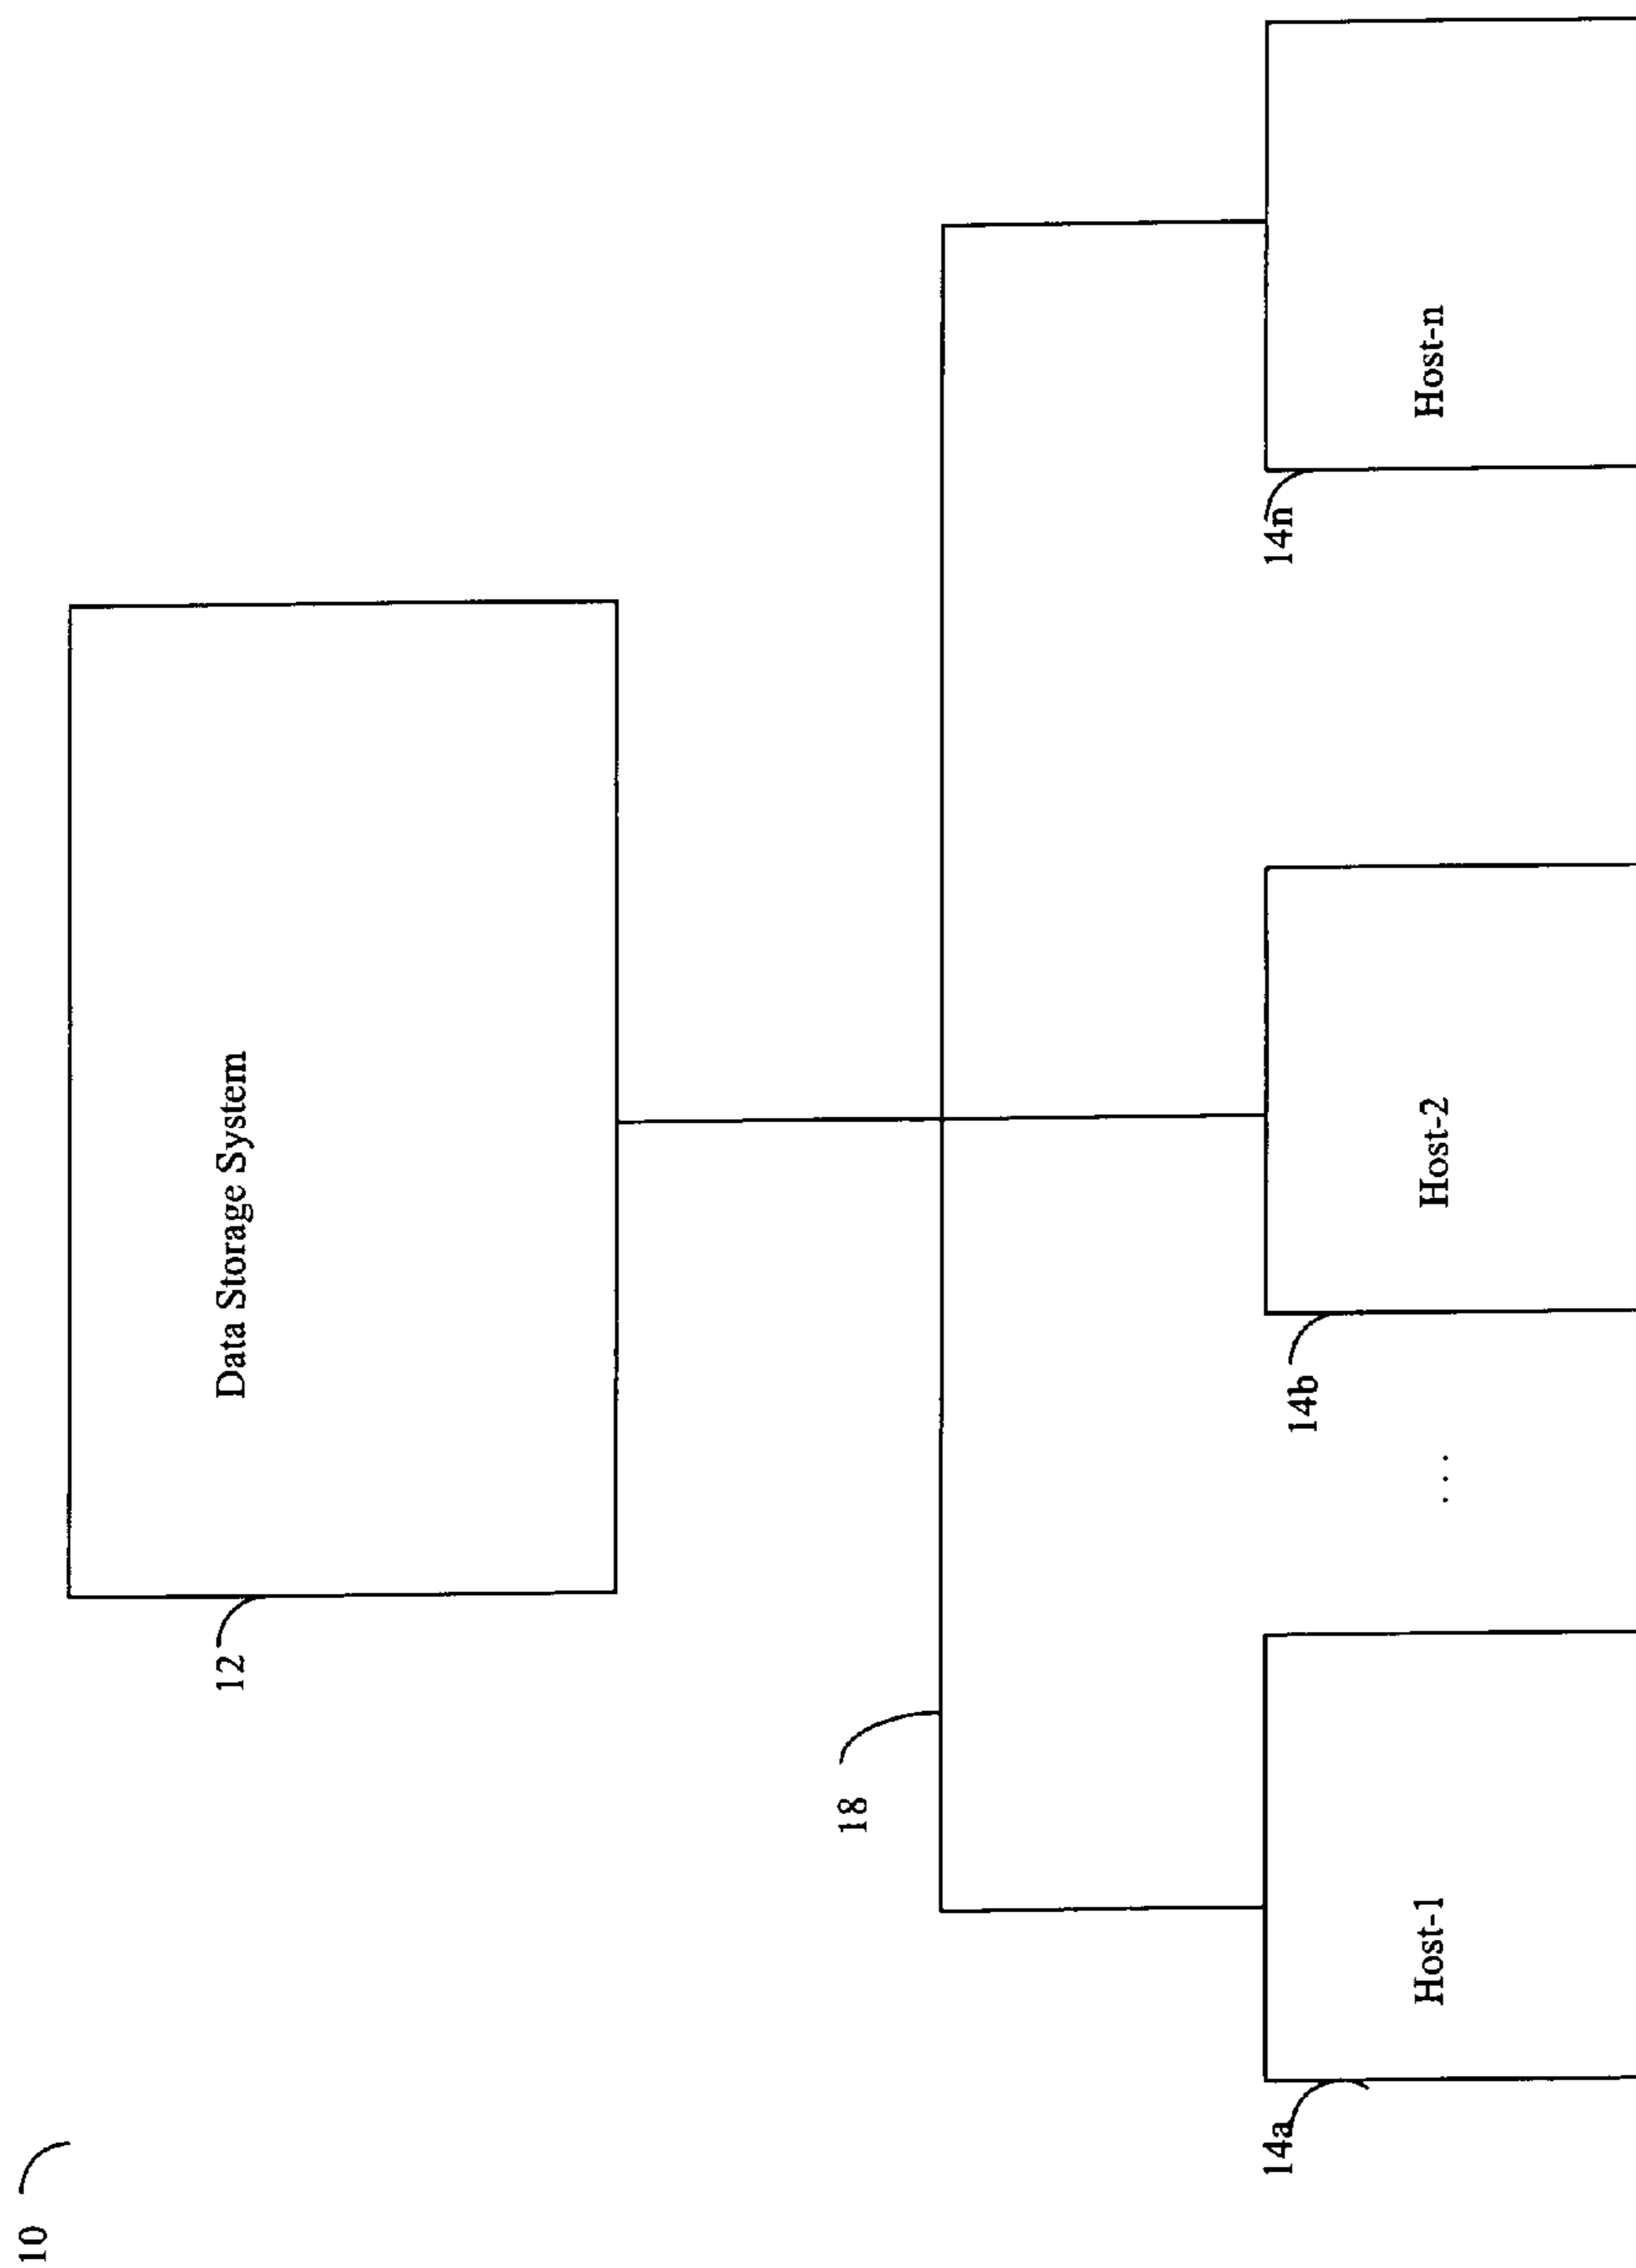 10
Data Storage System
12
18
14a
14b
14n
Host-1
...
Host-2
Host-n